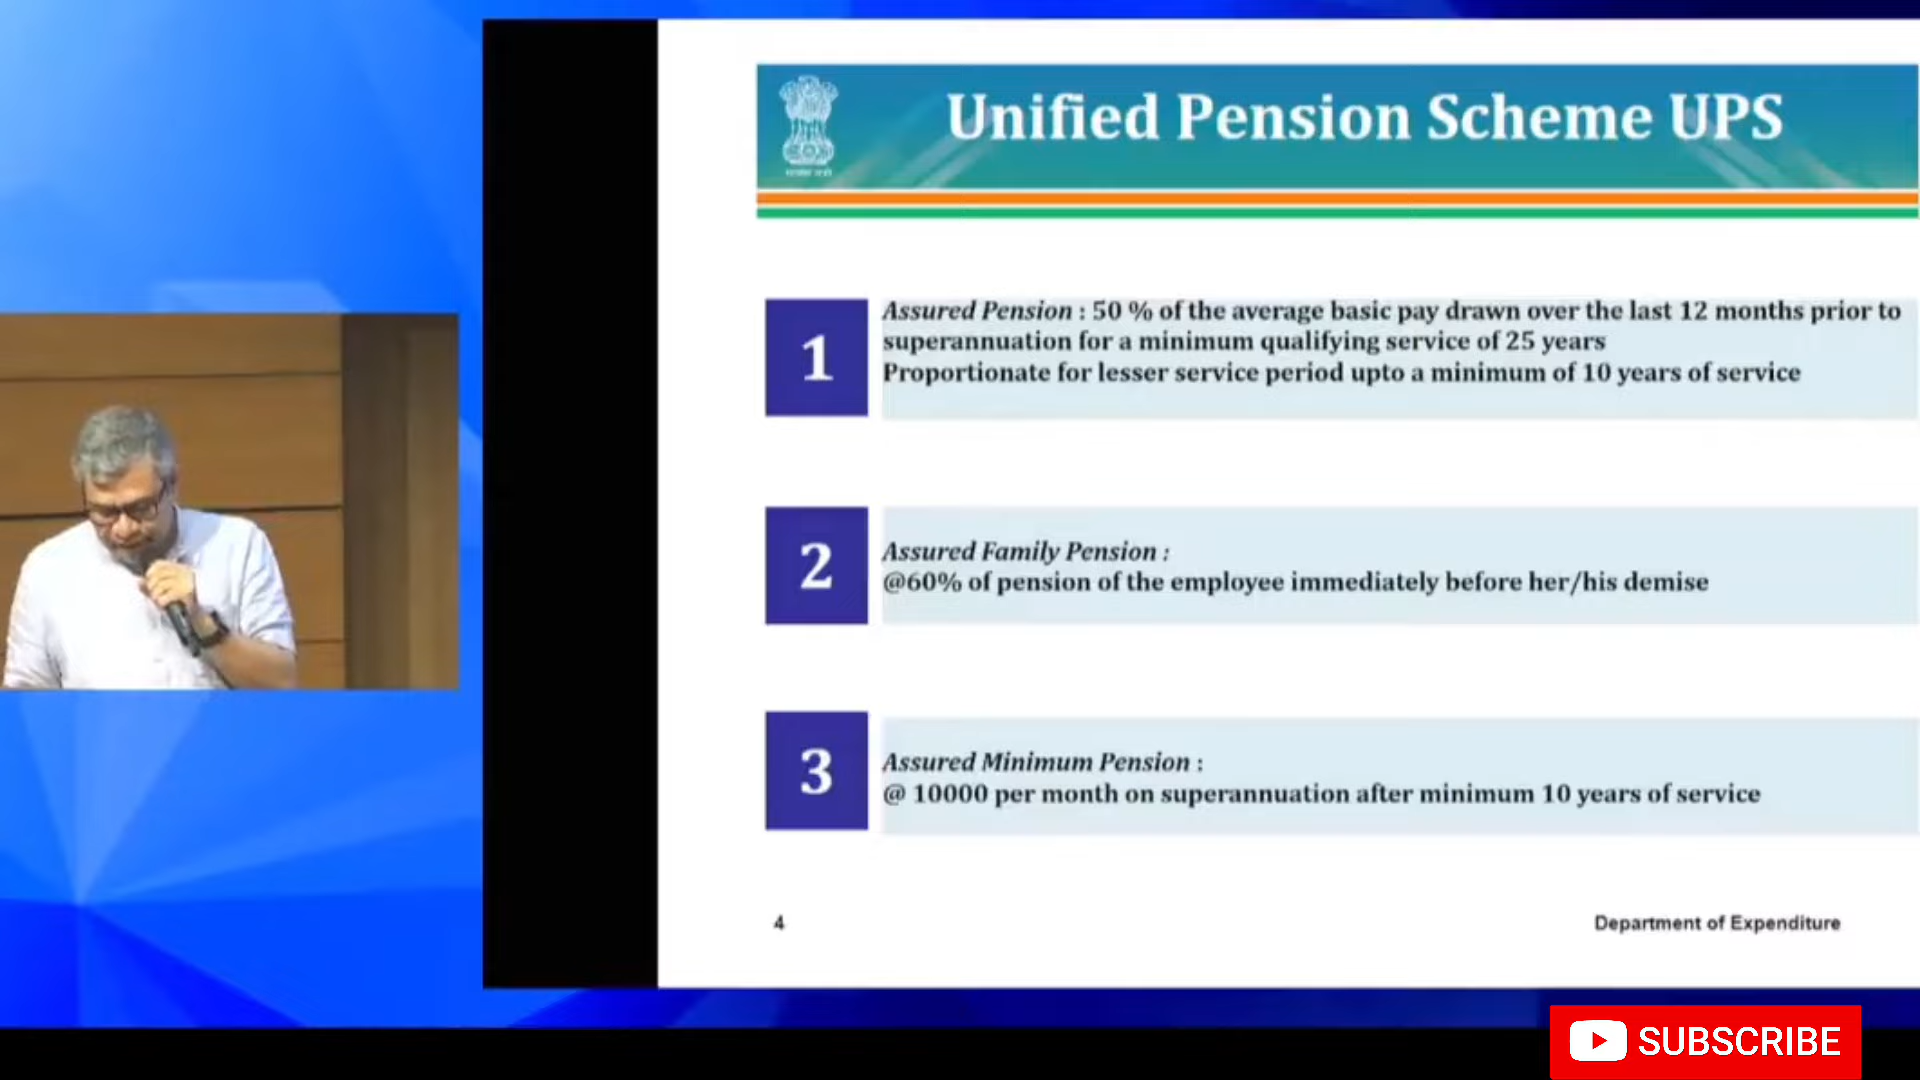 Unified Pension Scheme UPS
1
Assured Pension : 50 % of the average basic pay drawn over the last 12 months prior to
superannuation for a minimum qualifying service of 25 years
Proportionate for lesser service period upto a minimum of 10 years of service
2
Assured Family Pension :
@60% of pension of the employee immediately before her/his demise
3
Assured Minimum Pension :
@ 10000 per month on superannuation after minimum 10 years of service
4
Department of Expenditure
SUBSCRIBE